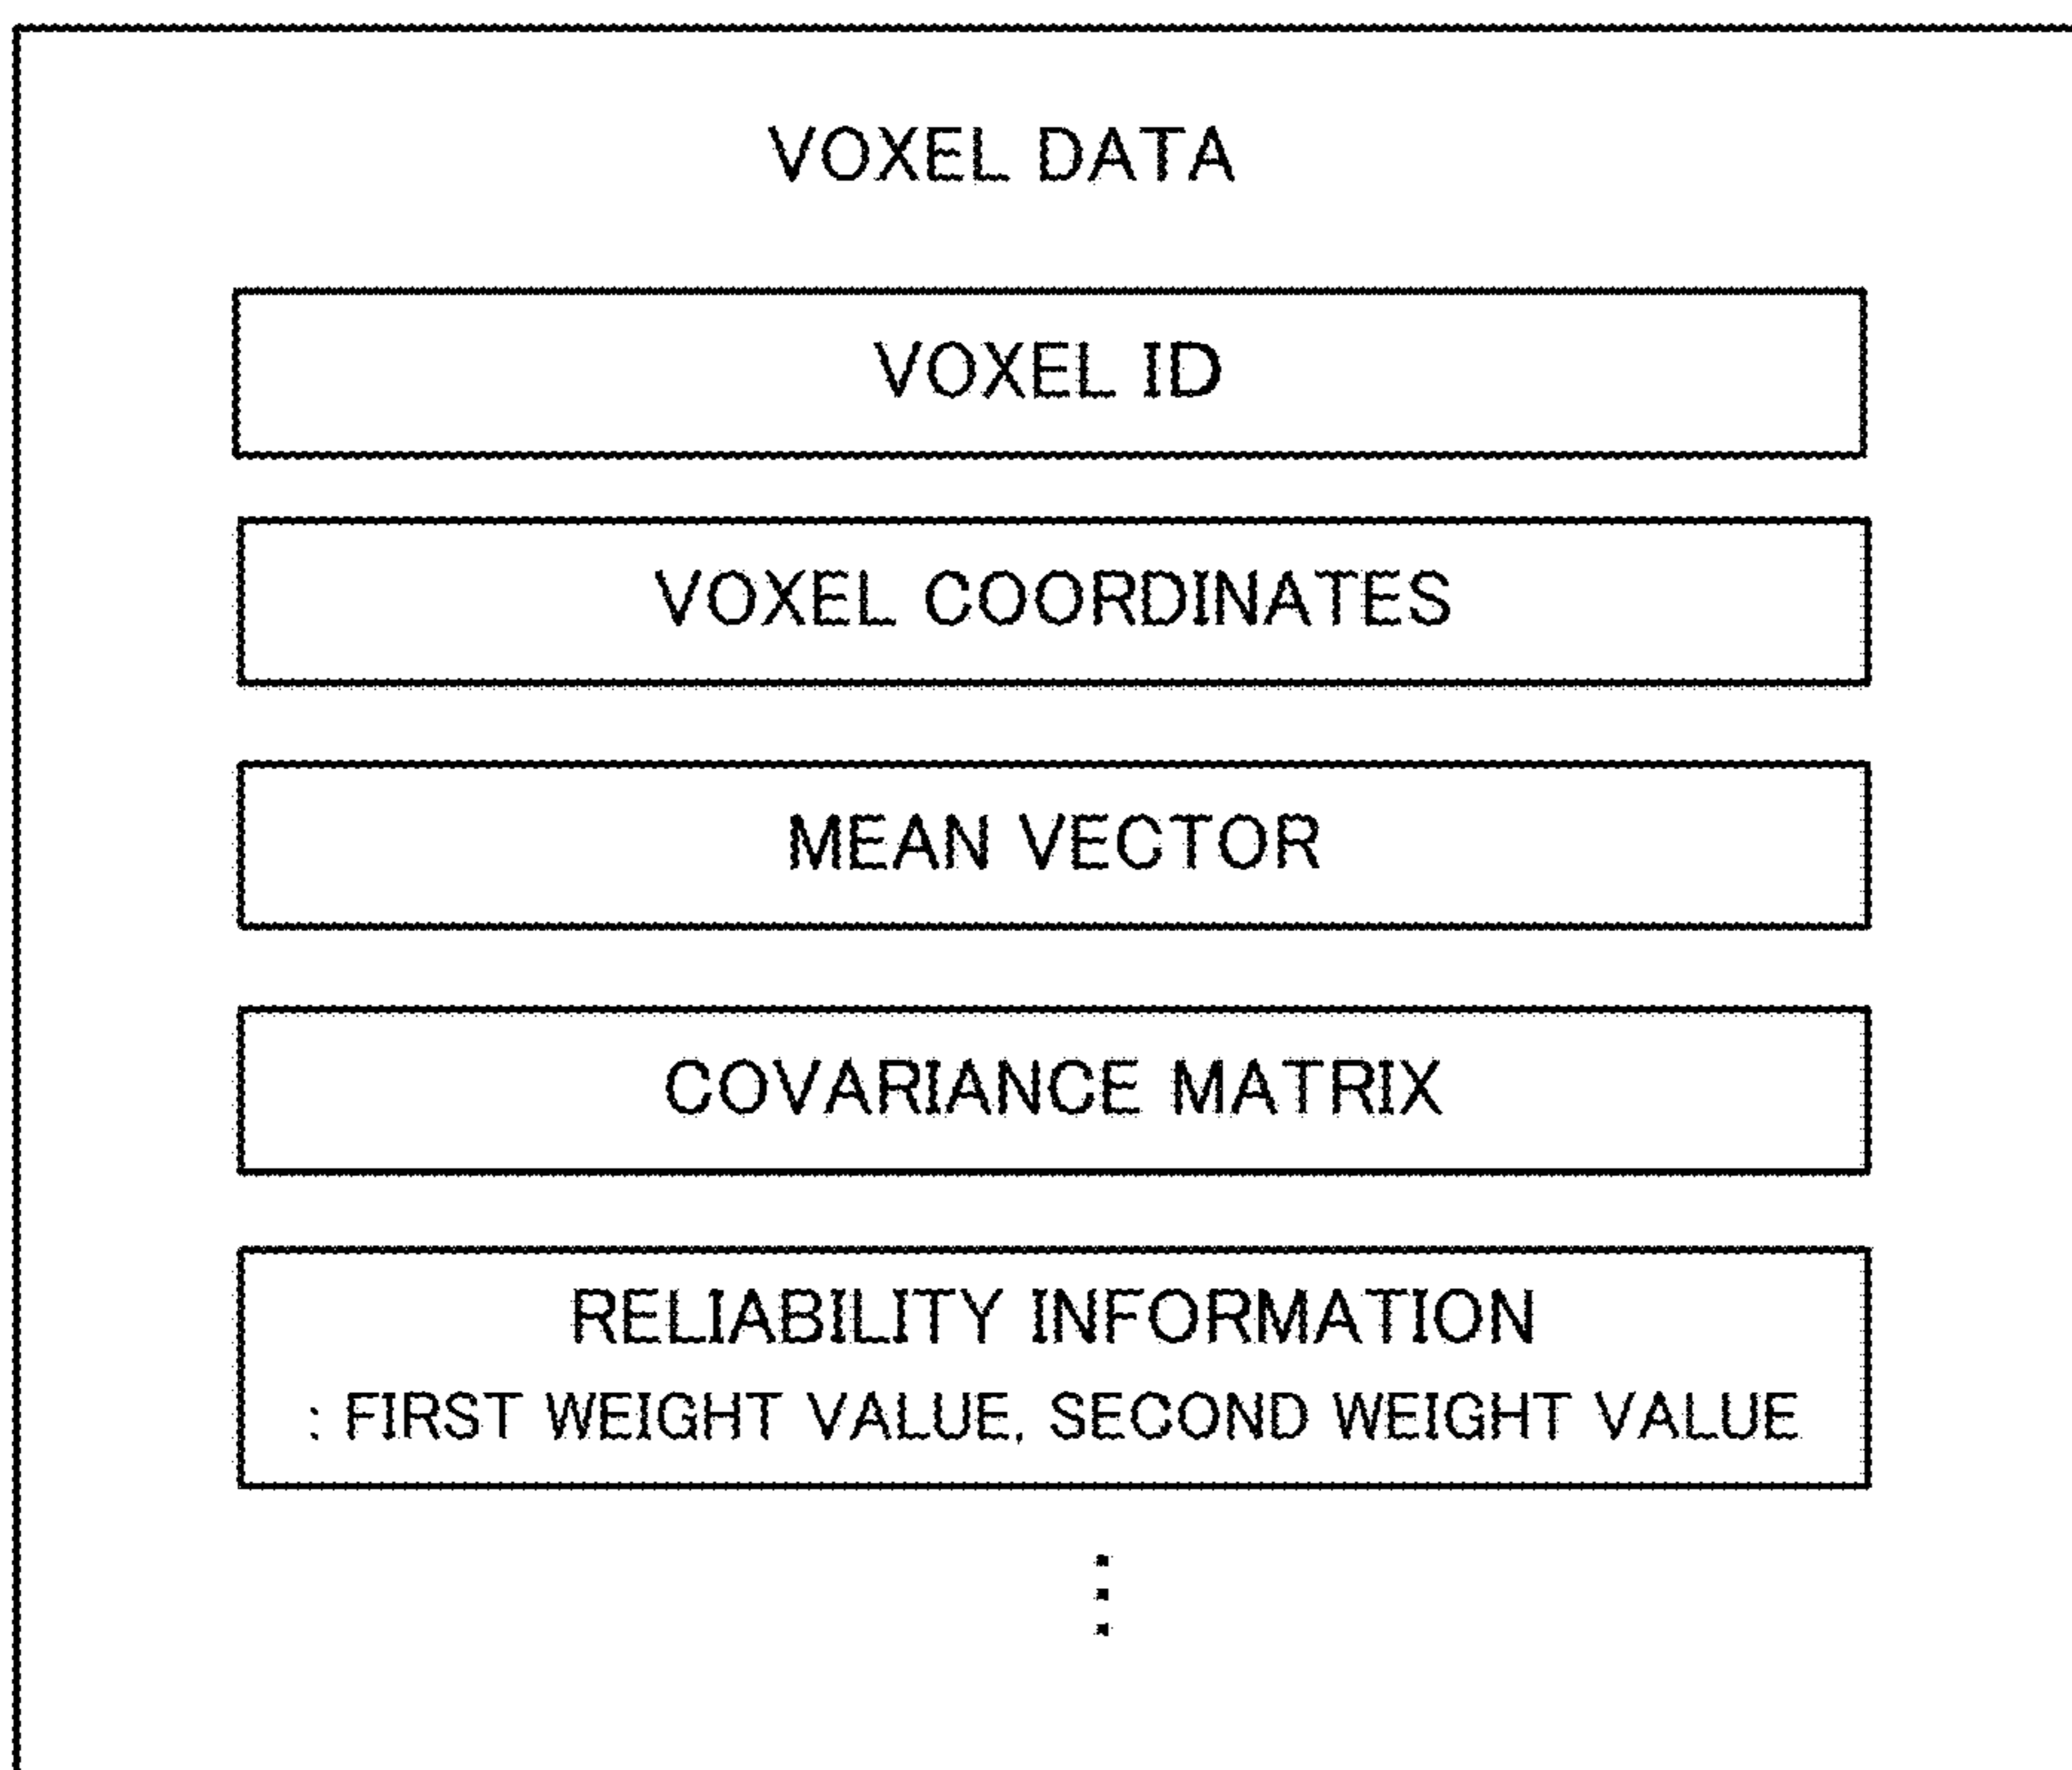 VOXEL DATA
VOXEL ID
VOXEL COORDINATES
MEAN VECTOR
COVARIANCE MATRIX
RELIABILITY INFORMATION
: FIRST WEIGHT VALUE, SECOND WEIGHT VALUE